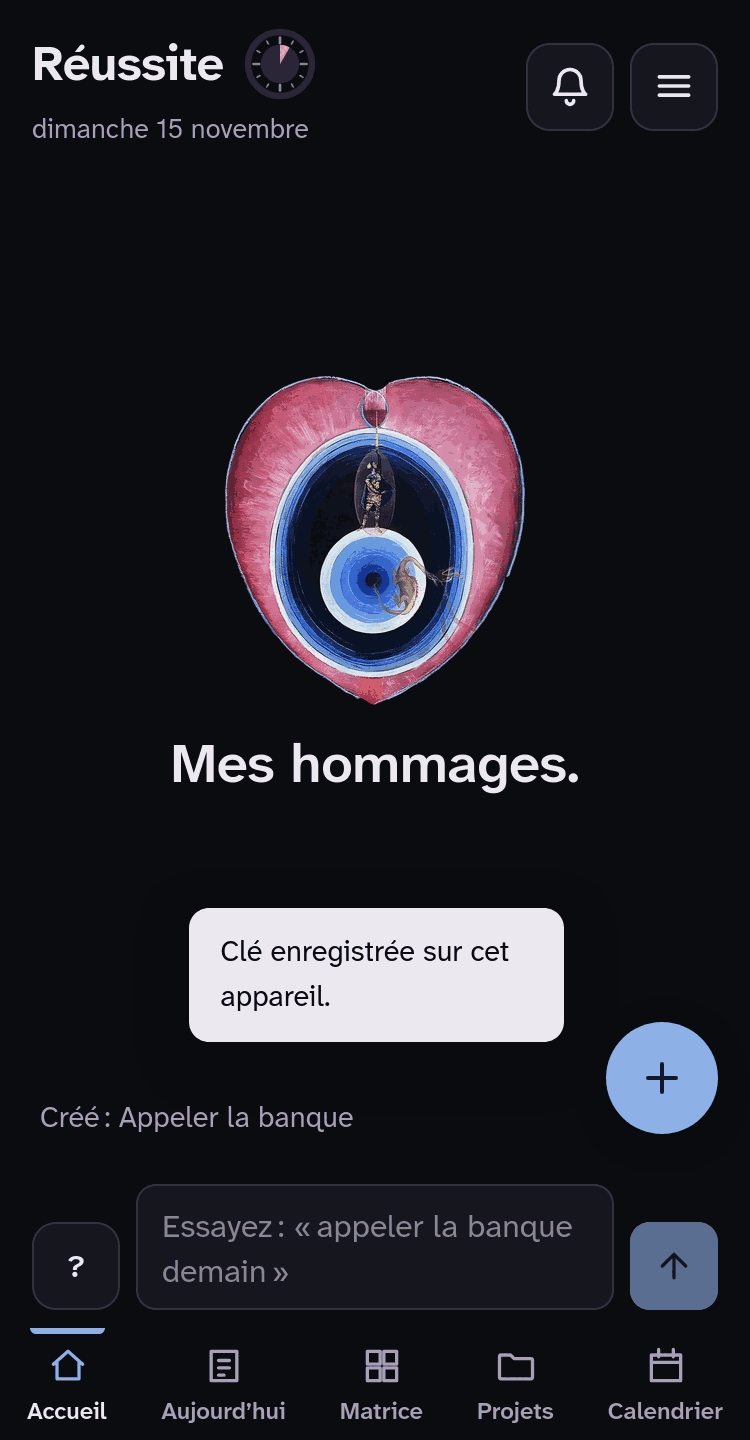 Réussite
dimanche 15 novembre
Mes hommages.
Clé enregistrée sur cet
appareil.
Créé : Appeler la banque
Essayez : « appeler la banque
demain »
?
Accueil
Aujourd’hui
Matrice
Projets
Calendrier